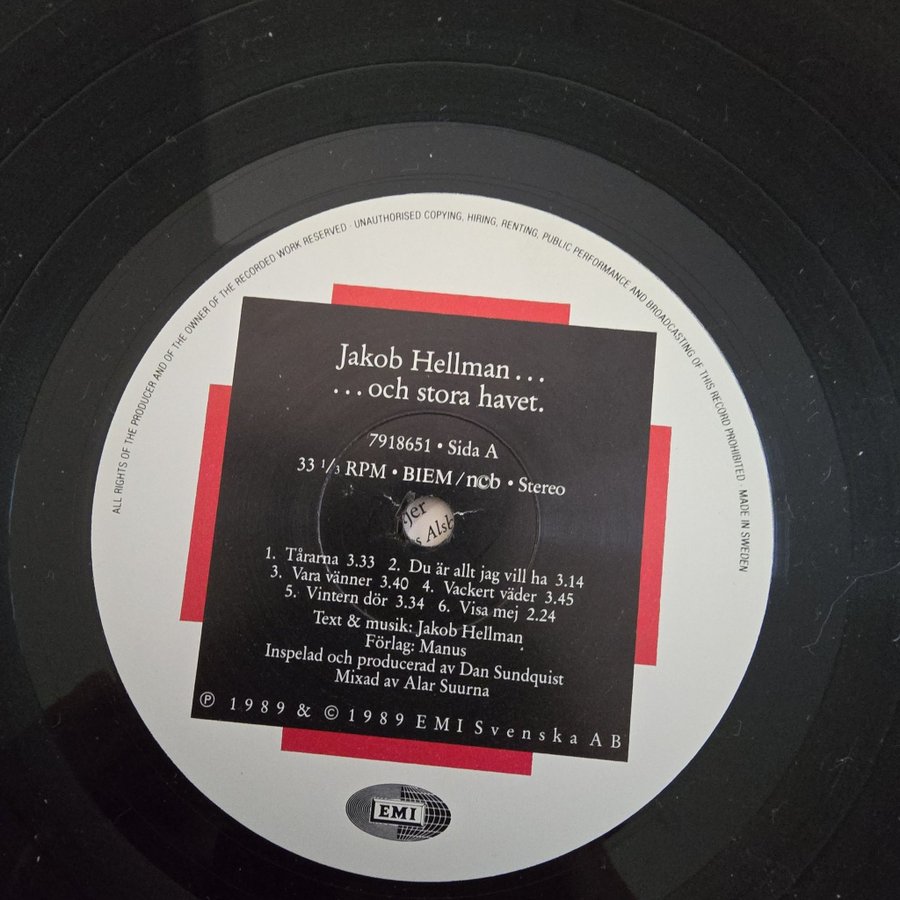 ALL RIGHTS OF THE PRODUCER AND OF THE OWNER OF THE RECORDED WORK RESERVED · UNAUTHORISED COPYING, HIRING, RENTING, PUBLIC PERFORMANCE AND BROADCASTING OF THIS RECORD PROHIBITED · MADE IN SWEDEN
Jakob Hellman...
...och stora havet.
7918651 • Sida A
33 1/3 RPM • BIEM/ncb • Stereo
1. Tårarna 3.33 2. Du är allt jag vill ha 3.14
3. Vara vänner 3.40 4. Vackert väder 3.45
5. Vintern dör 3.34 6. Visa mej 2.24
Text & musik: Jakob Hellman
Förlag: Manus
Inspelad och producerad av Dan Sundquist
Mixad av Alar Suurna
℗ 1989 & © 1989 EMI Svenska AB
EMI